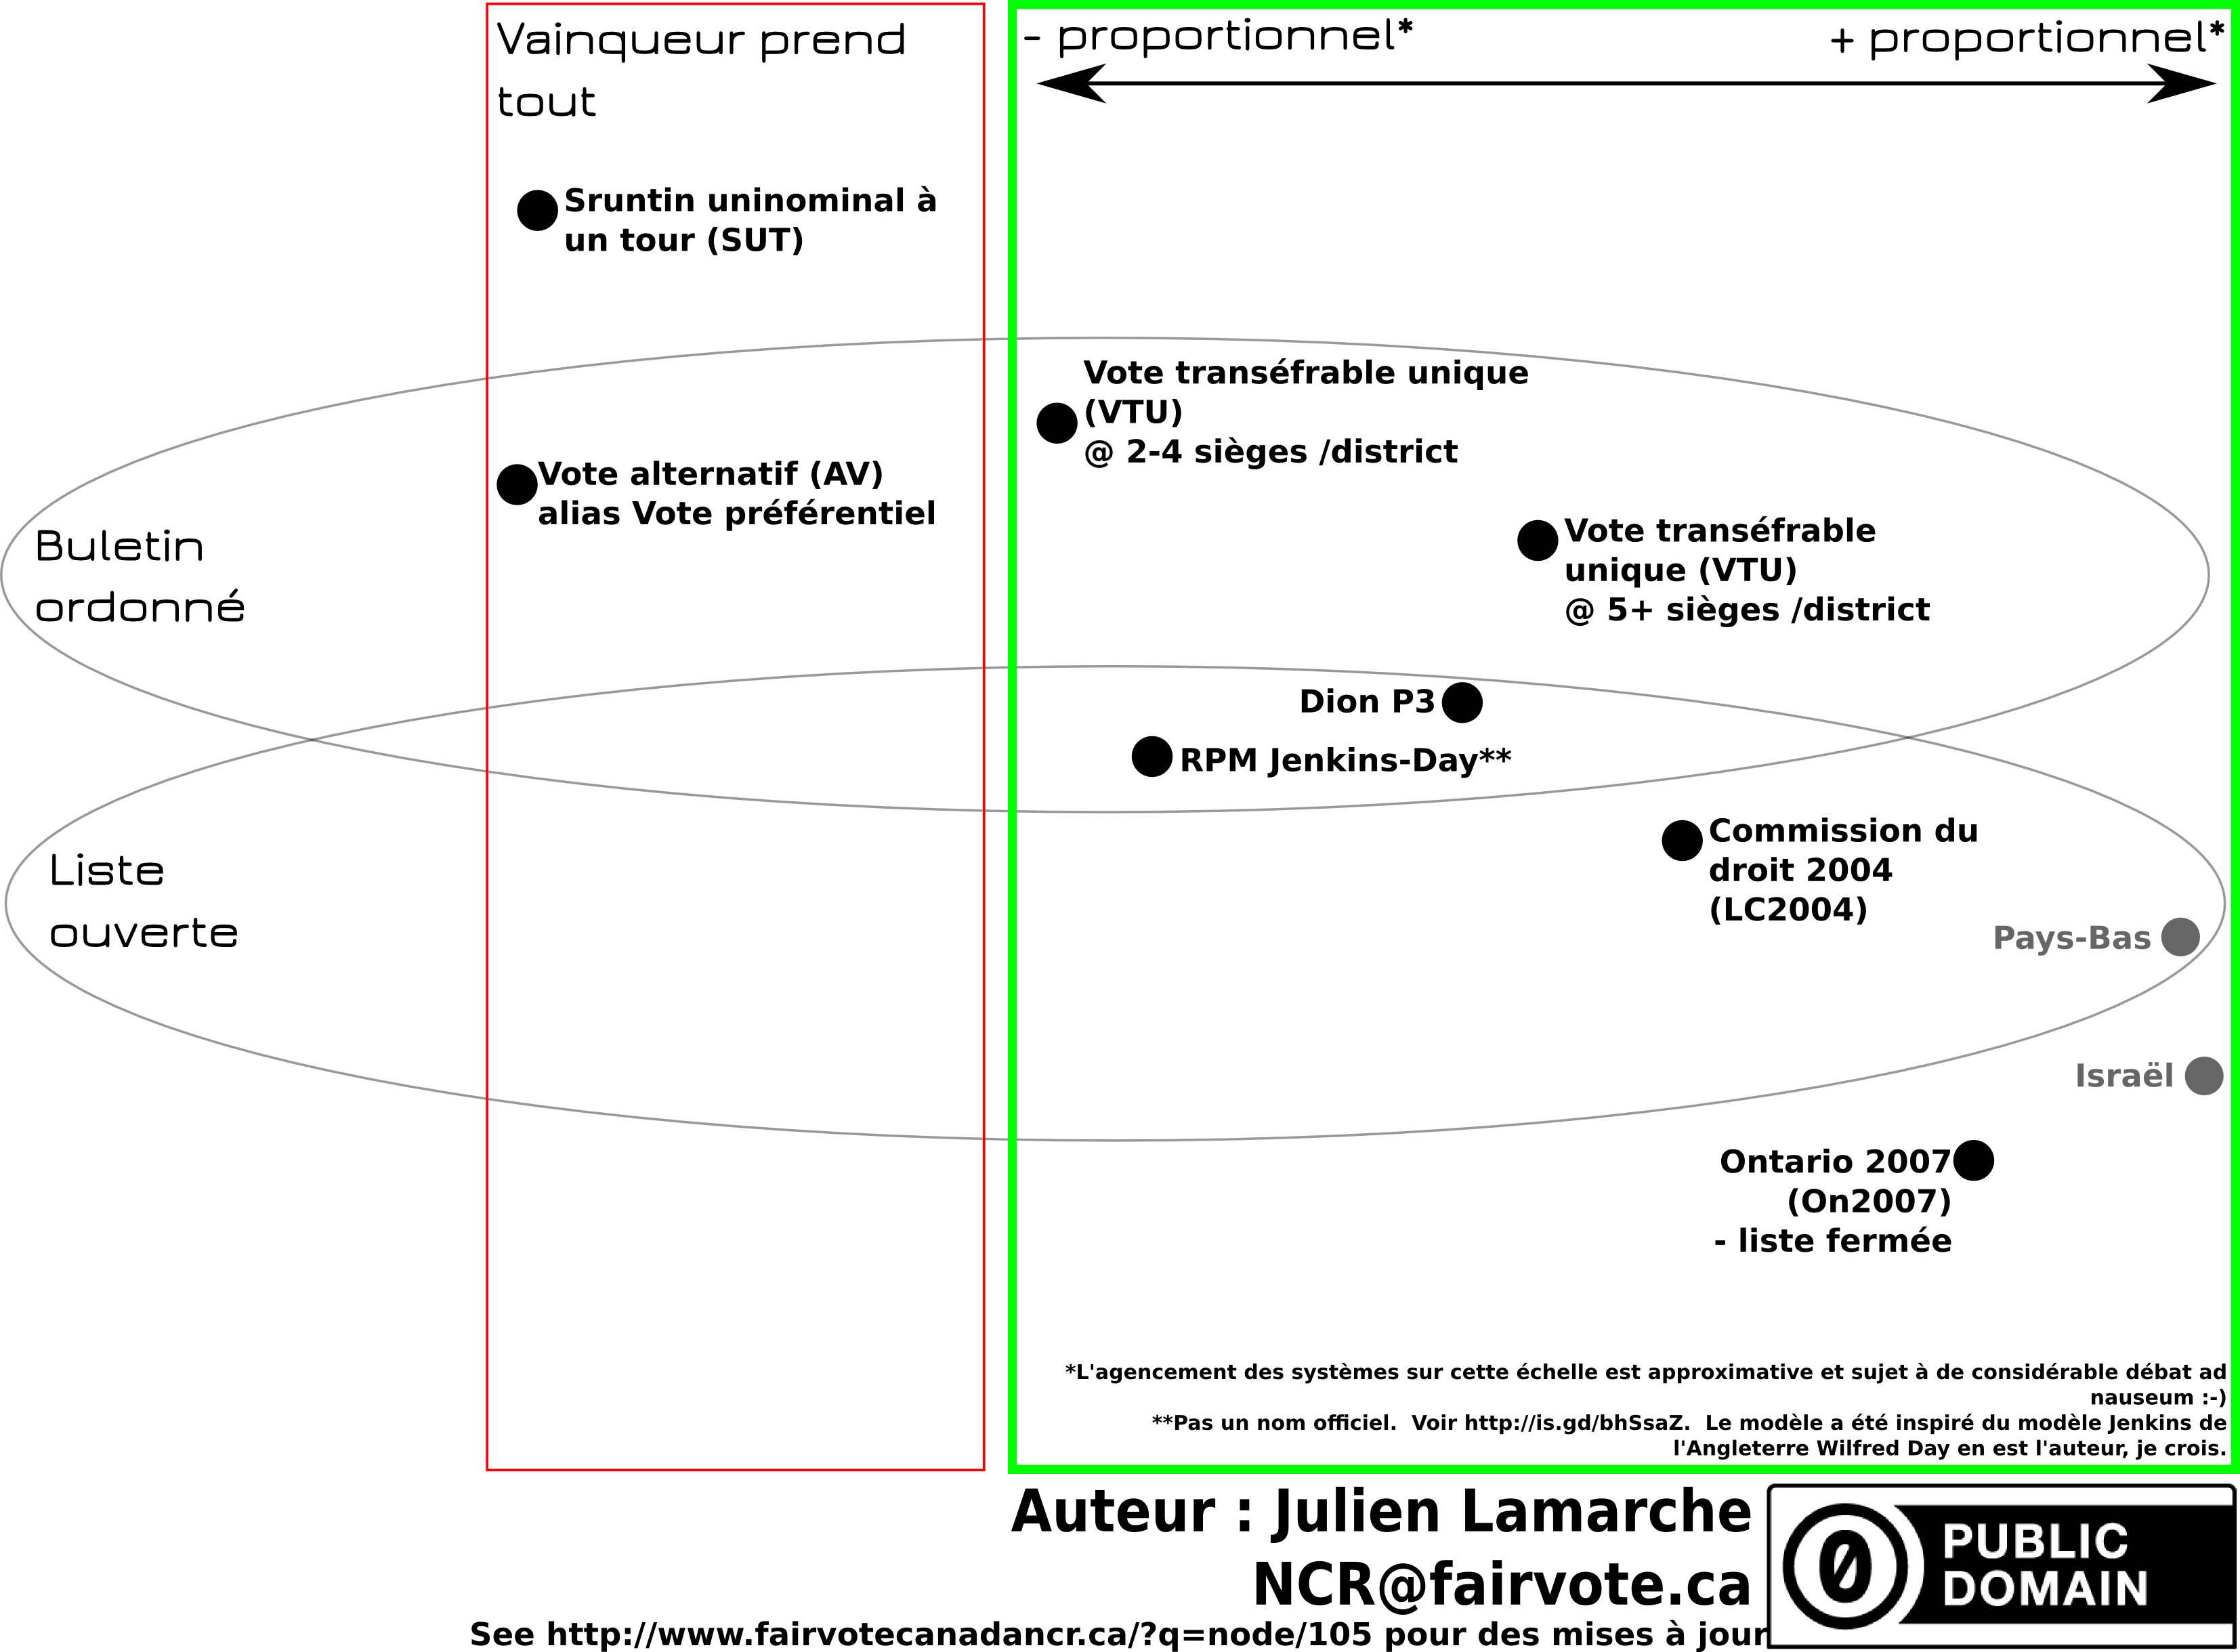 Vainqueur prend
tout
- proportionnel*
+ proportionnel*
Sruntin uninominal à
un tour (SUT)
Vote transéfrable unique
(VTU)
@ 2-4 sièges /district
Vote alternatif (AV)
alias Vote préférentiel
Buletin
ordonné
Vote transéfrable
unique (VTU)
@ 5+ sièges /district
Dion P3
RPM Jenkins-Day**
Commission du
droit 2004
(LC2004)
Liste
ouverte
Pays-Bas
Israël
Ontario 2007
(On2007)
- liste fermée
*L'agencement des systèmes sur cette échelle est approximative et sujet à de considérable débat ad
nauseum :-)
**Pas un nom officiel.  Voir http://is.gd/bhSsaZ.  Le modèle a été inspiré du modèle Jenkins de
l'Angleterre Wilfred Day en est l'auteur, je crois.
Auteur : Julien Lamarche
NCR@fairvote.ca
See http://www.fairvotecanadancr.ca/?q=node/105 pour des mises à jour
0
PUBLIC
DOMAIN